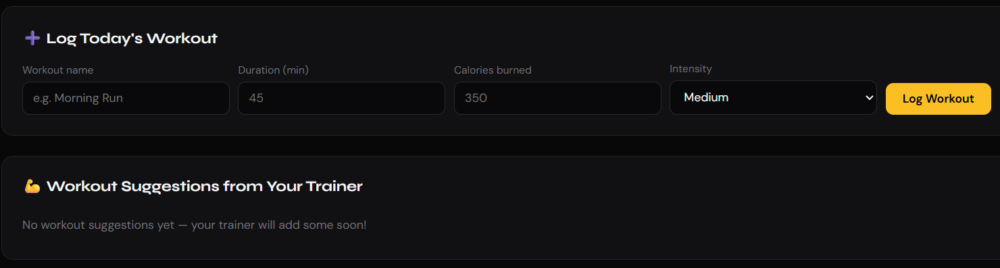 Log Today's Workout
Workout name
Duration (min)
Calories burned
Intensity
e.g. Morning Run
45
350
Medium
Log Workout
Workout Suggestions from Your Trainer
No workout suggestions yet — your trainer will add some soon!